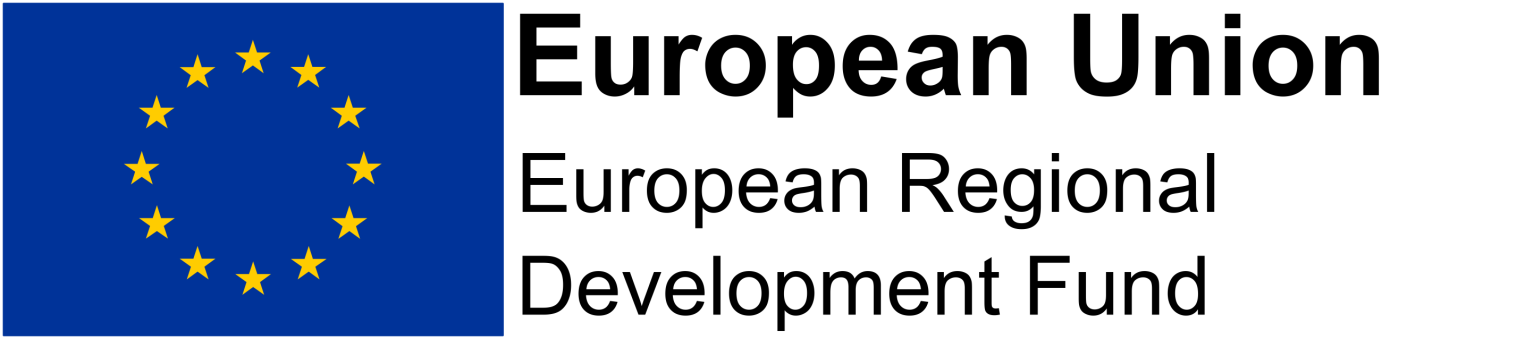 European Union
European Regional
Development Fund